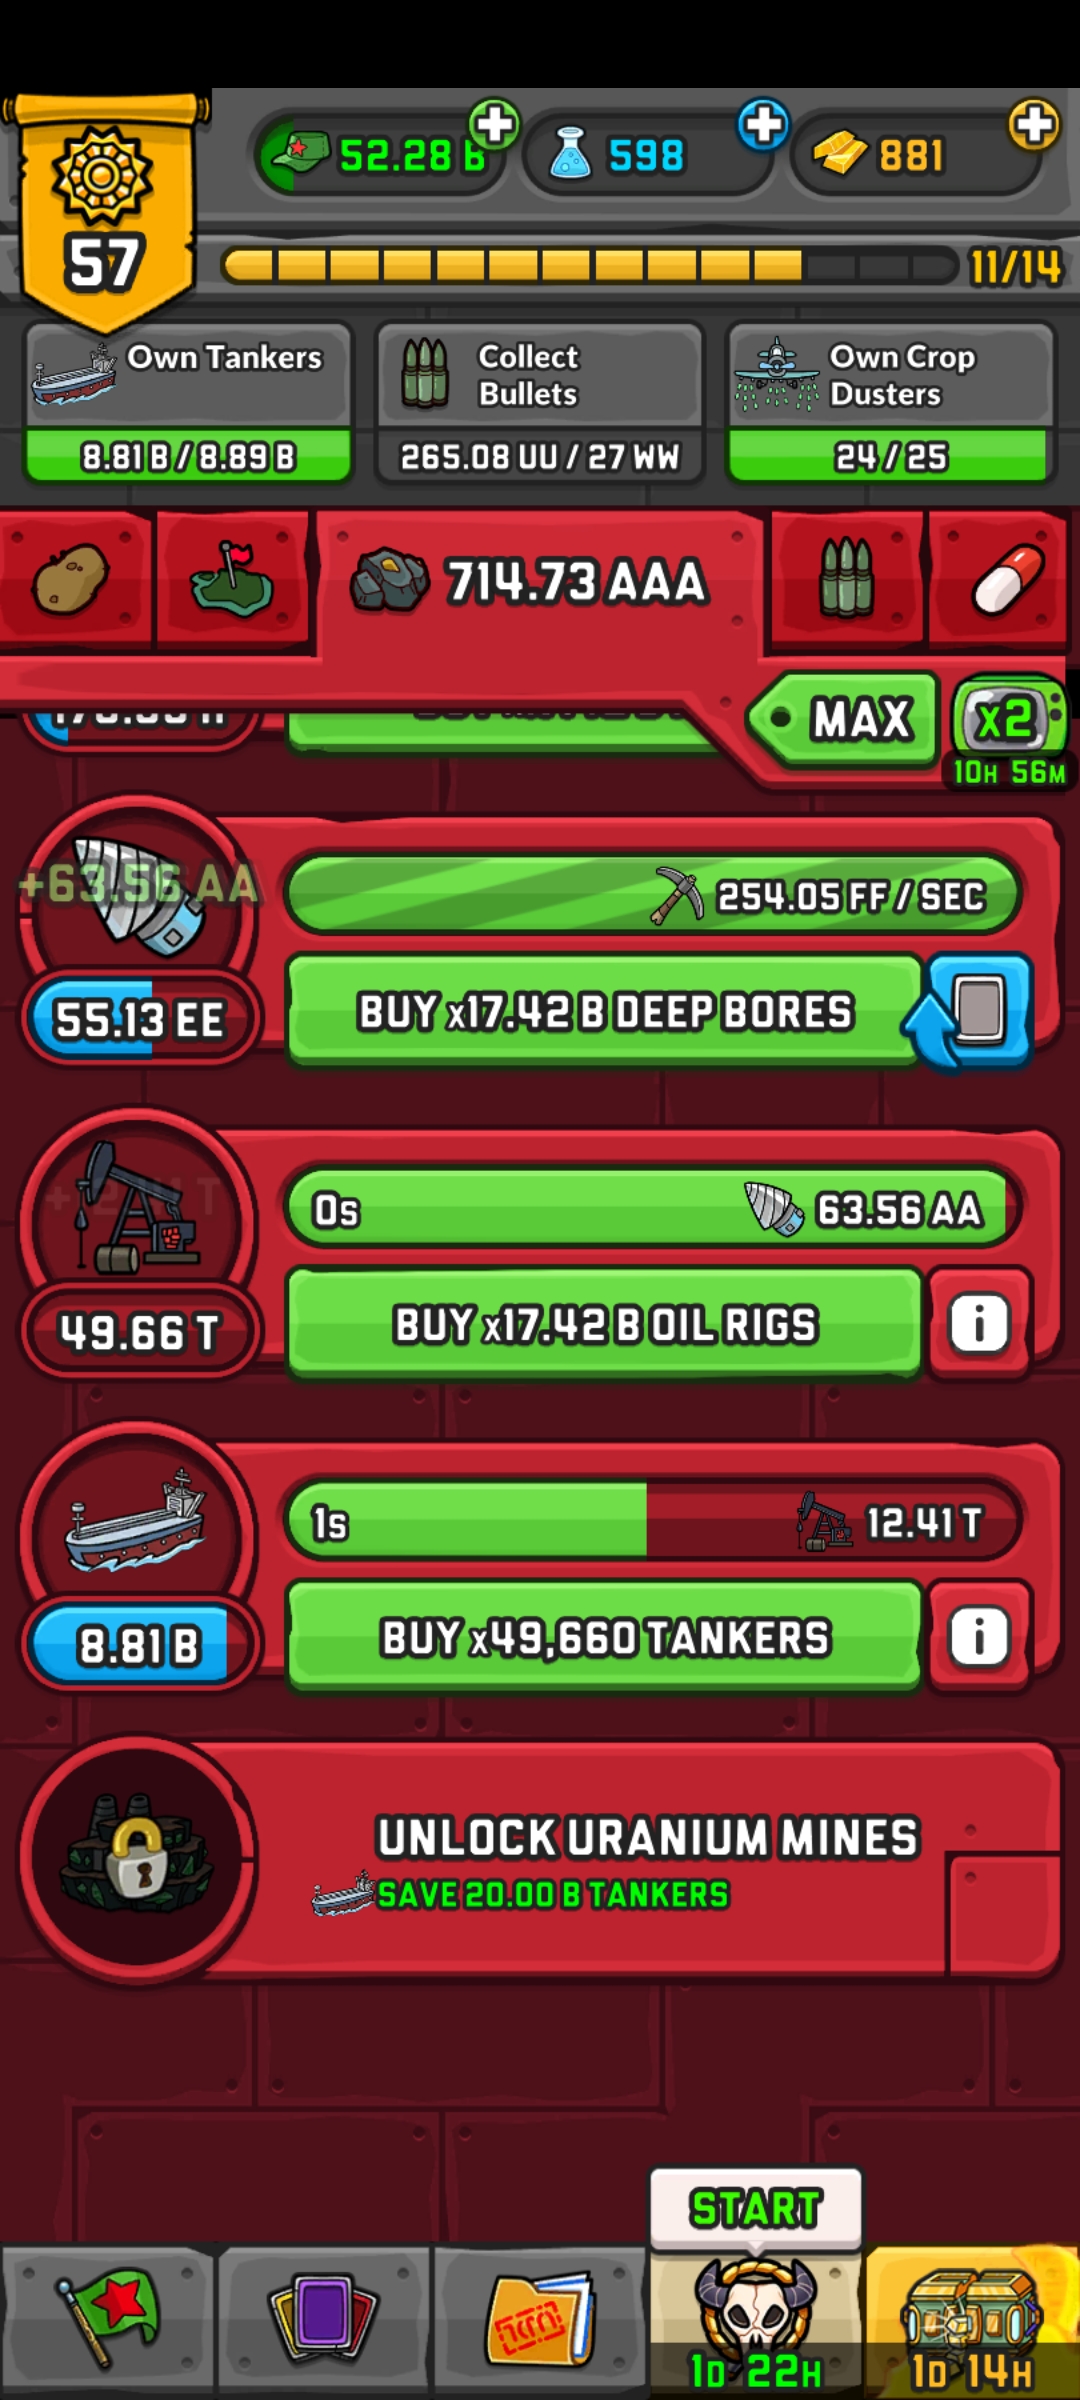 52.28 B
598
881
57
11/14
Own Tankers
8.81 B / 8.89 B
Collect
Bullets
265.08 UU / 27 WW
Own Crop
Dusters
24 / 25
714.73 AAA
MAX
x2
10H 56M
+63.56 AA
254.05 FF / SEC
55.13 EE
BUY x17.42 B DEEP BORES
0s
63.56 AA
49.66 T
BUY x17.42 B OIL RIGS
i
1s
12.41 T
8.81 B
BUY x49,660 TANKERS
i
UNLOCK URANIUM MINES
SAVE 20.00 B TANKERS
START
1D 22H
1D 14H